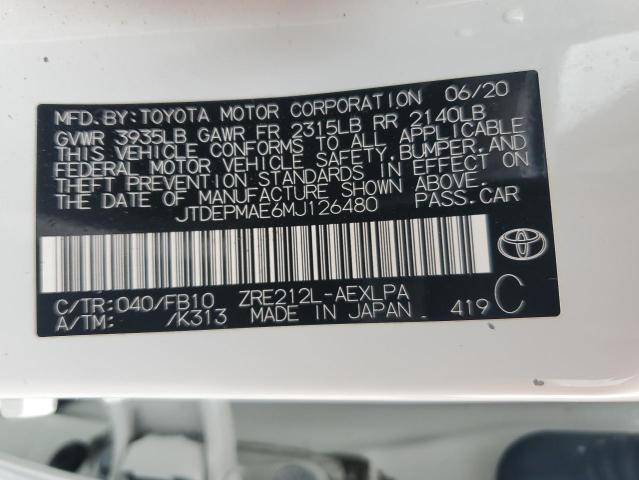 MFD. BY: TOYOTA MOTOR CORPORATION 06/20
GVWR 3935LB GAWR FR 2315LB RR 2140LB
THIS VEHICLE CONFORMS TO ALL APPLICABLE
FEDERAL MOTOR VEHICLE SAFETY, BUMPER, AND
THEFT PREVENTION STANDARDS IN EFFECT ON
THE DATE OF MANUFACTURE SHOWN ABOVE.
JTDEPMAE6MJ126480 PASS. CAR
C/TR: 040/FB10 ZRE212L-AEXLPA
A/TM: /K313 MADE IN JAPAN 419 C